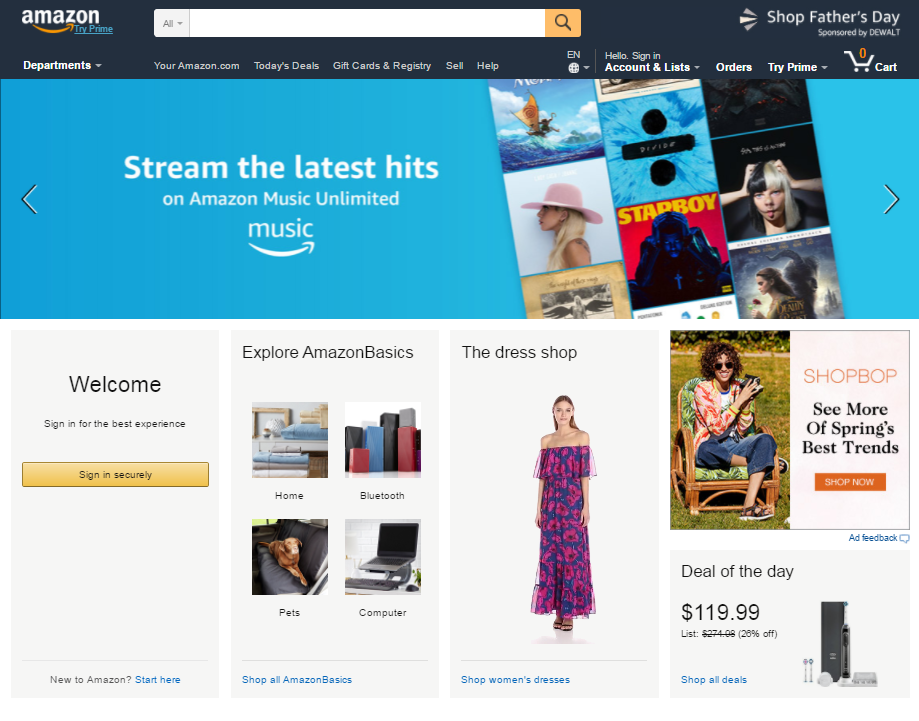 amazon
Try Prime
All
Shop Father's Day
Sponsored by DEWALT
Departments
Your Amazon.com
Today's Deals
Gift Cards & Registry
Sell
Help
EN
Hello. Sign in
Account & Lists
Orders
Try Prime
0
Cart
Stream the latest hits
on Amazon Music Unlimited
music
DIVIDE
STARBOY
DELUXE EDITION
BEAUTY
Welcome
Sign in for the best experience
Sign in securely
New to Amazon? Start here
Explore AmazonBasics
Home
Bluetooth
Pets
Computer
Shop all AmazonBasics
The dress shop
Shop women's dresses
SHOPBOP
See More
Of Spring's
Best Trends
SHOP NOW
Ad feedback
Deal of the day
$119.99
List: $274.98 (26% off)
Shop all deals